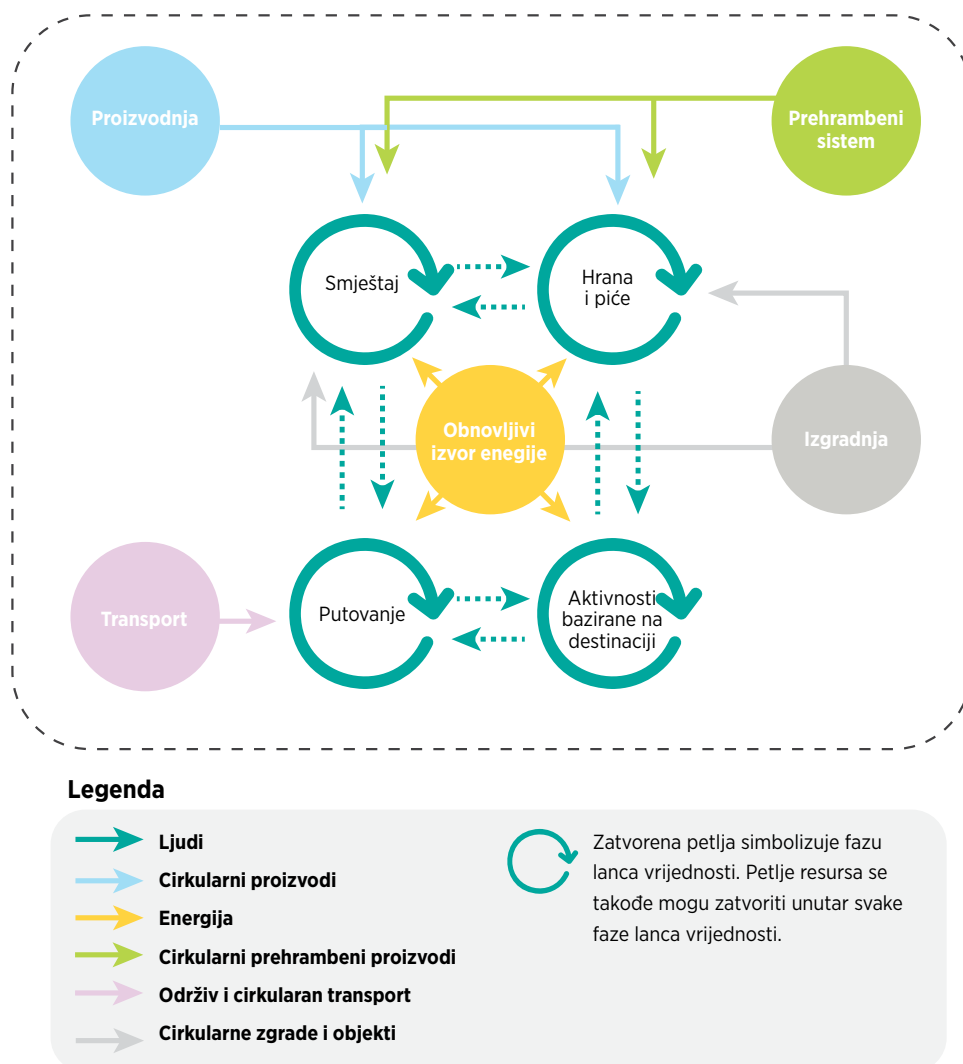 Proizvodnja
Prehrambeni
sistem
Smještaj
Hrana
i piće
Obnovljivi
izvor enegije
Izgradnja
Transport
Putovanje
Aktivnosti
bazirane na
destinaciji
Legenda
Ljudi
Cirkularni proizvodi
Energija
Cirkularni prehrambeni proizvodi
Održiv i cirkularan transport
Cirkularne zgrade i objekti
Zatvorena petlja simbolizuje fazu
lanca vrijednosti. Petlje resursa se
takođe mogu zatvoriti unutar svake
faze lanca vrijednosti.